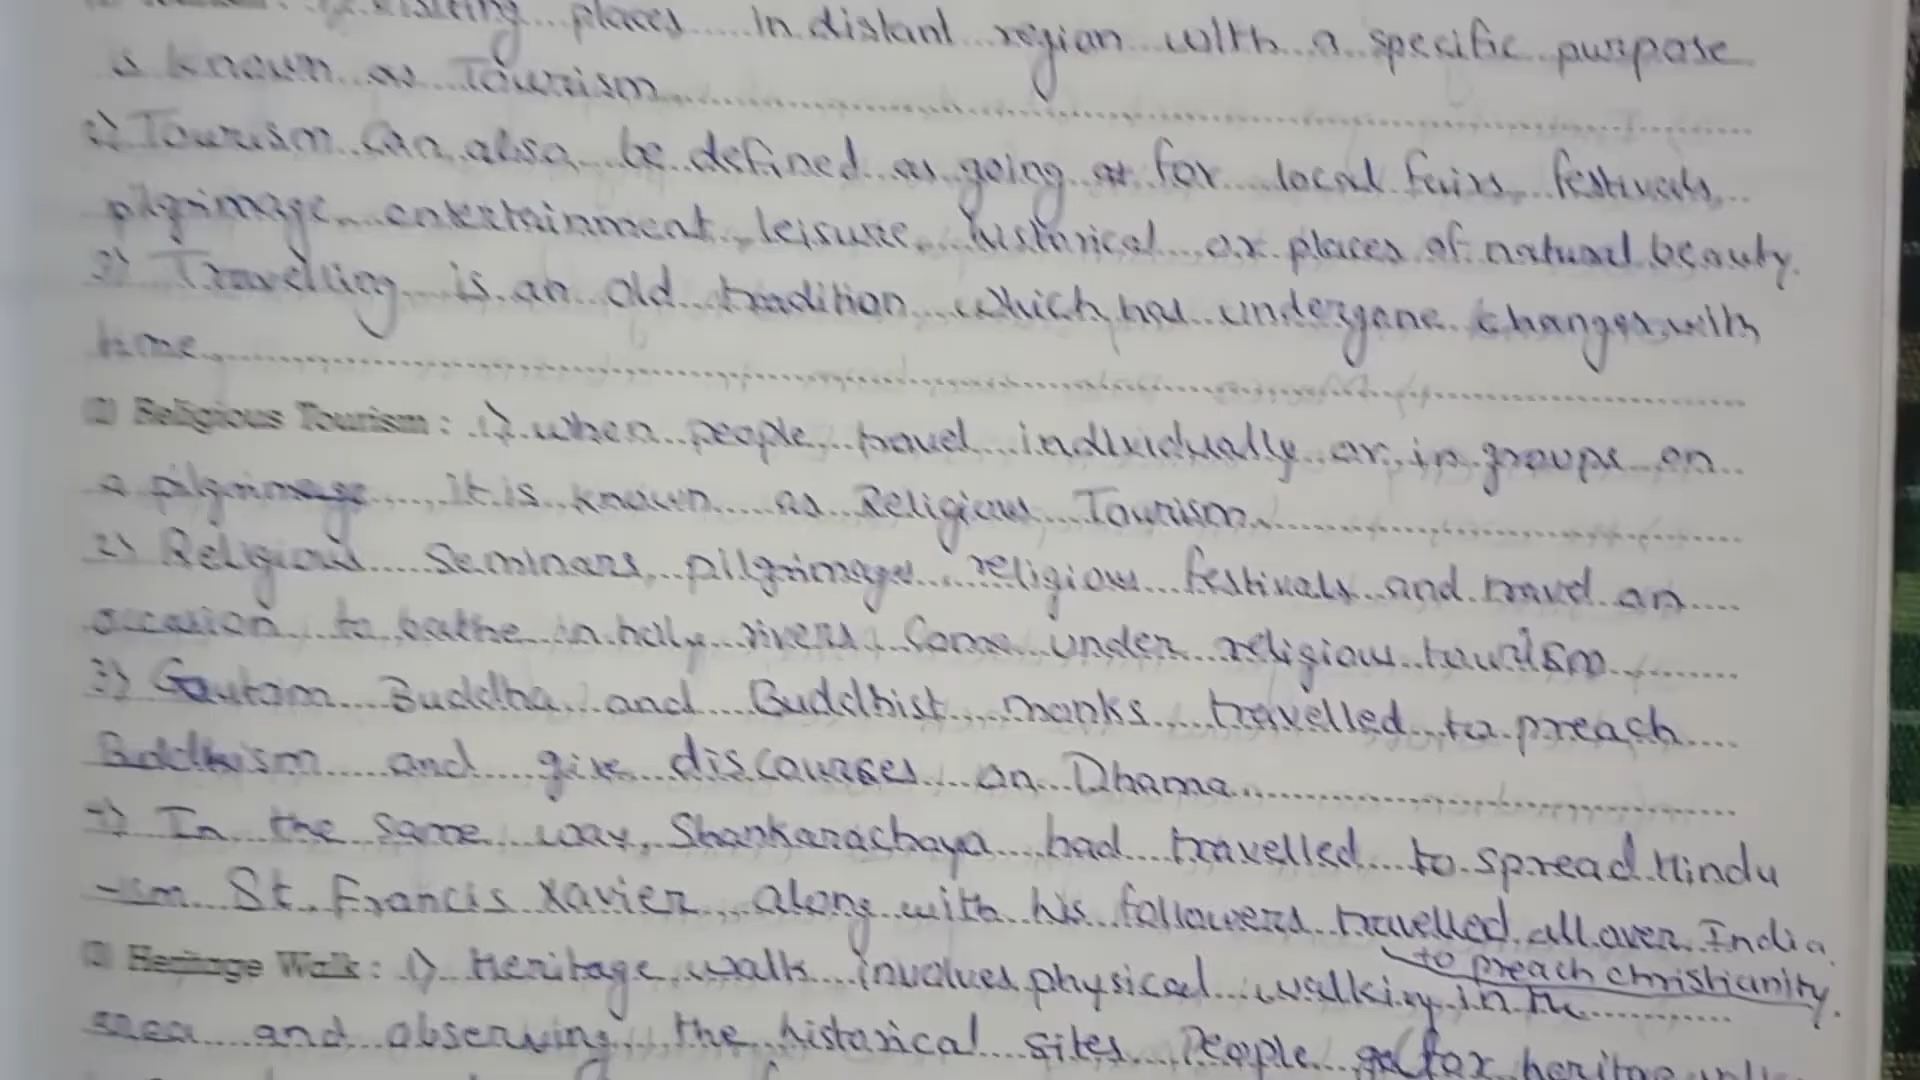 places in distant region with a specific purpose
is known as Tourism
2) Tourism can also be defined as going for local fairs, festivals,
pilgrimage, entertainment, leisure, historical or places of natural beauty.
3) Travelling is an old tradition which has undergone changes with
time
(2) Religious Tourism : 1) when people travel individually or in groups on
a pilgrimage, it is known as Religious Tourism
2) Religious Seminars, pilgrimages religious festivals and travel on
occasion to bathe in holy rivers come under religious tourism
3) Gautam Buddha and Buddhist monks travelled to preach
Buddhism and give discourses on Dhama
4) In the same way, Shankarachaya had travelled to spread Hindu
-ism St. Francis Xavier, along with his followers travelled all over India
to preach christianity.
(3) Heritage Walk : 1) Heritage walk involves physical walking in
area and observing the historical sites People go for heritage